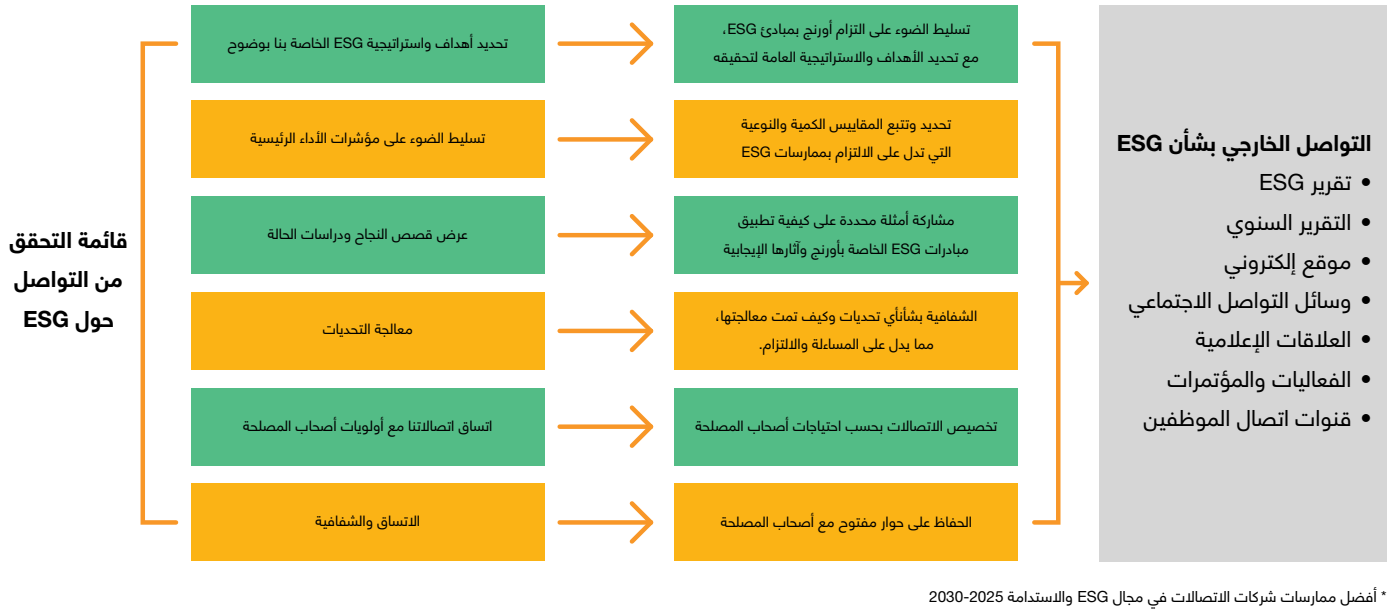 قائمة التحقق
من التواصل
حول ESG
تحديد أهداف واستراتيجية ESG الخاصة بنا بوضوح
تسليط الضوء على التزام أورنج بمبادئ ESG،
مع تحديد الأهداف والاستراتيجية العامة لتحقيقه
تسليط الضوء على مؤشرات الأداء الرئيسية
تحديد وتتبع المقاييس الكمية والنوعية
التي تدل على الالتزام بممارسات ESG
عرض قصص النجاح ودراسات الحالة
مشاركة أمثلة محددة على كيفية تطبيق
مبادرات ESG الخاصة بأورنج وآثارها الإيجابية
معالجة التحديات
الشفافية بشأنأي تحديات وكيف تمت معالجتها،
مما يدل على المساءلة والالتزام.
اتساق اتصالاتنا مع أولويات أصحاب المصلحة
تخصيص الاتصالات بحسب احتياجات أصحاب المصلحة
الاتساق والشفافية
الحفاظ على حوار مفتوح مع أصحاب المصلحة
التواصل الخارجي بشأن ESG
• تقرير ESG
• التقرير السنوي
• موقع إلكتروني
• وسائل التواصل الاجتماعي
• العلاقات الإعلامية
• الفعاليات والمؤتمرات
• قنوات اتصال الموظفين
* أفضل ممارسات شركات الاتصالات في مجال ESG والاستدامة 2025-2030